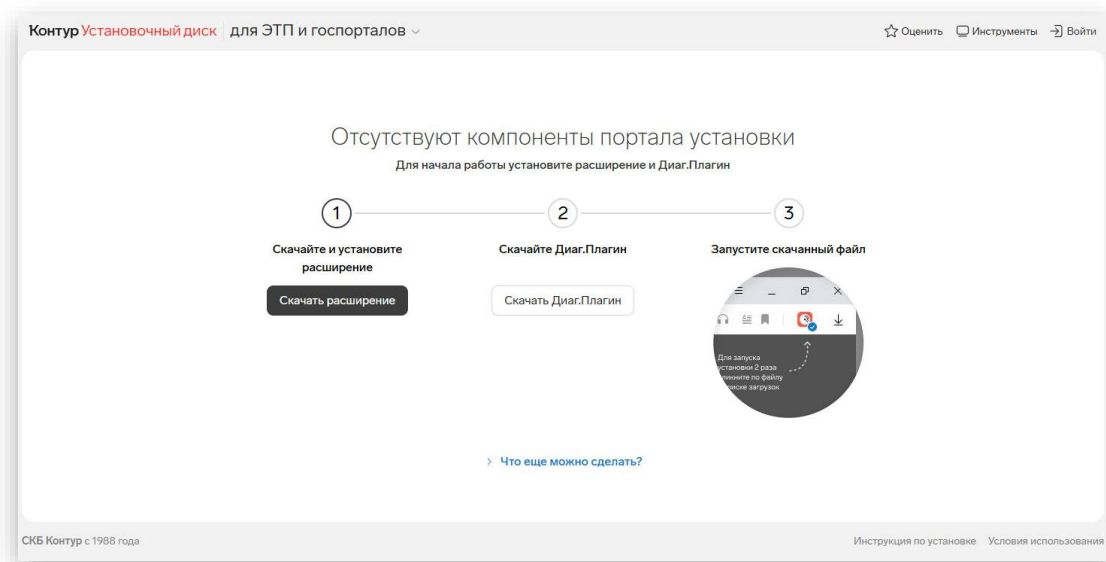 Контур Установочный диск для ЭТП и госпорталов
Оценить Инструменты Войти
Отсутствуют компоненты портала установки
Для начала работы установите расширение и Диаг.Плагин
1 2 3
Скачайте и установите расширение
Скачать расширение
Скачайте Диаг.Плагин
Скачать Диаг.Плагин
Запустите скачанный файл
Для запуска
установки 2 раза
кликните по файлу
списке загрузок
Что еще можно сделать?
СКБ Контур с 1988 года
Инструкция по установке Условия использования